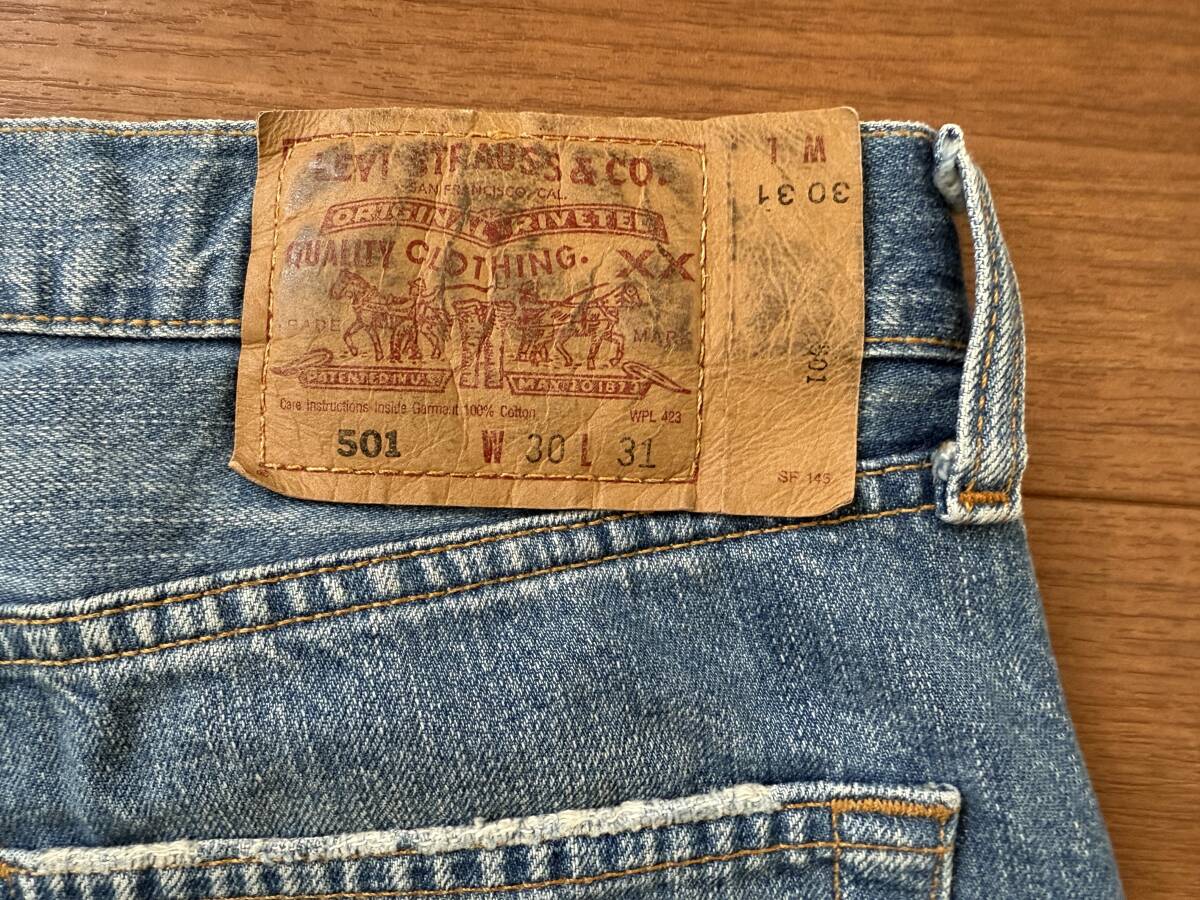 LEVI STRAUSS & CO.
SAN FRANCISCO, CAL.
ORIGINAL RIVETED
QUALITY CLOTHING. XX
TRADE MARK
PATENTED IN U.S. MAY 20 1873
Care Instructions Inside Garment 100% Cotton WPL 423
501 W 30 L 31
W L
30 31
501
SF 145